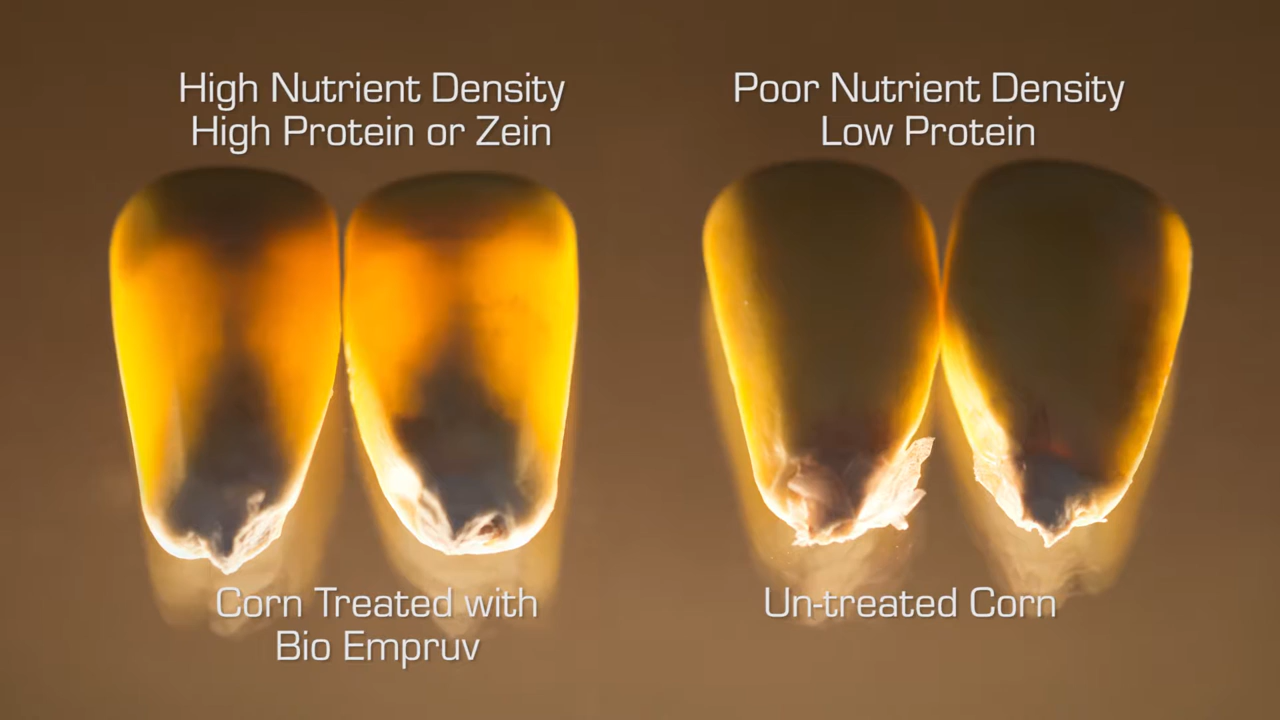 High Nutrient Density
High Protein or Zein
Poor Nutrient Density
Low Protein
Corn Treated with
Bio Empruv
Un-treated Corn